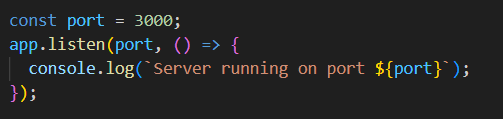 const port = 3000;
app.listen(port, () => {
  console.log(`Server running on port ${port}`);
});